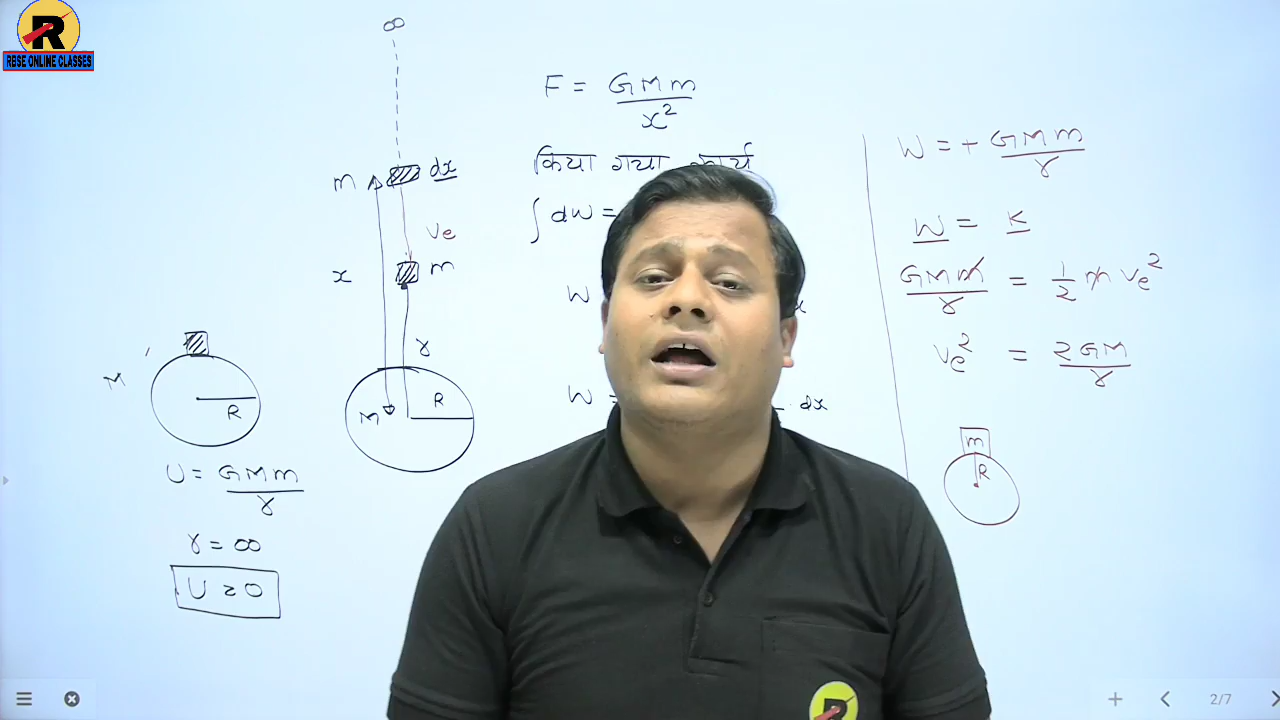 R
RBSE ONLINE CLASSES
∞
m
dx
ve
m
x
r
R
M
M
R
U = GMm/r
r = ∞
U = 0
F = GMm/x²
किया गया कार्य
∫dW =
W
W =
dx
W = + GMm/r
W = K
GMm/r = 1/2 m ve²
ve² = 2GM/r
m
R
2/7
R